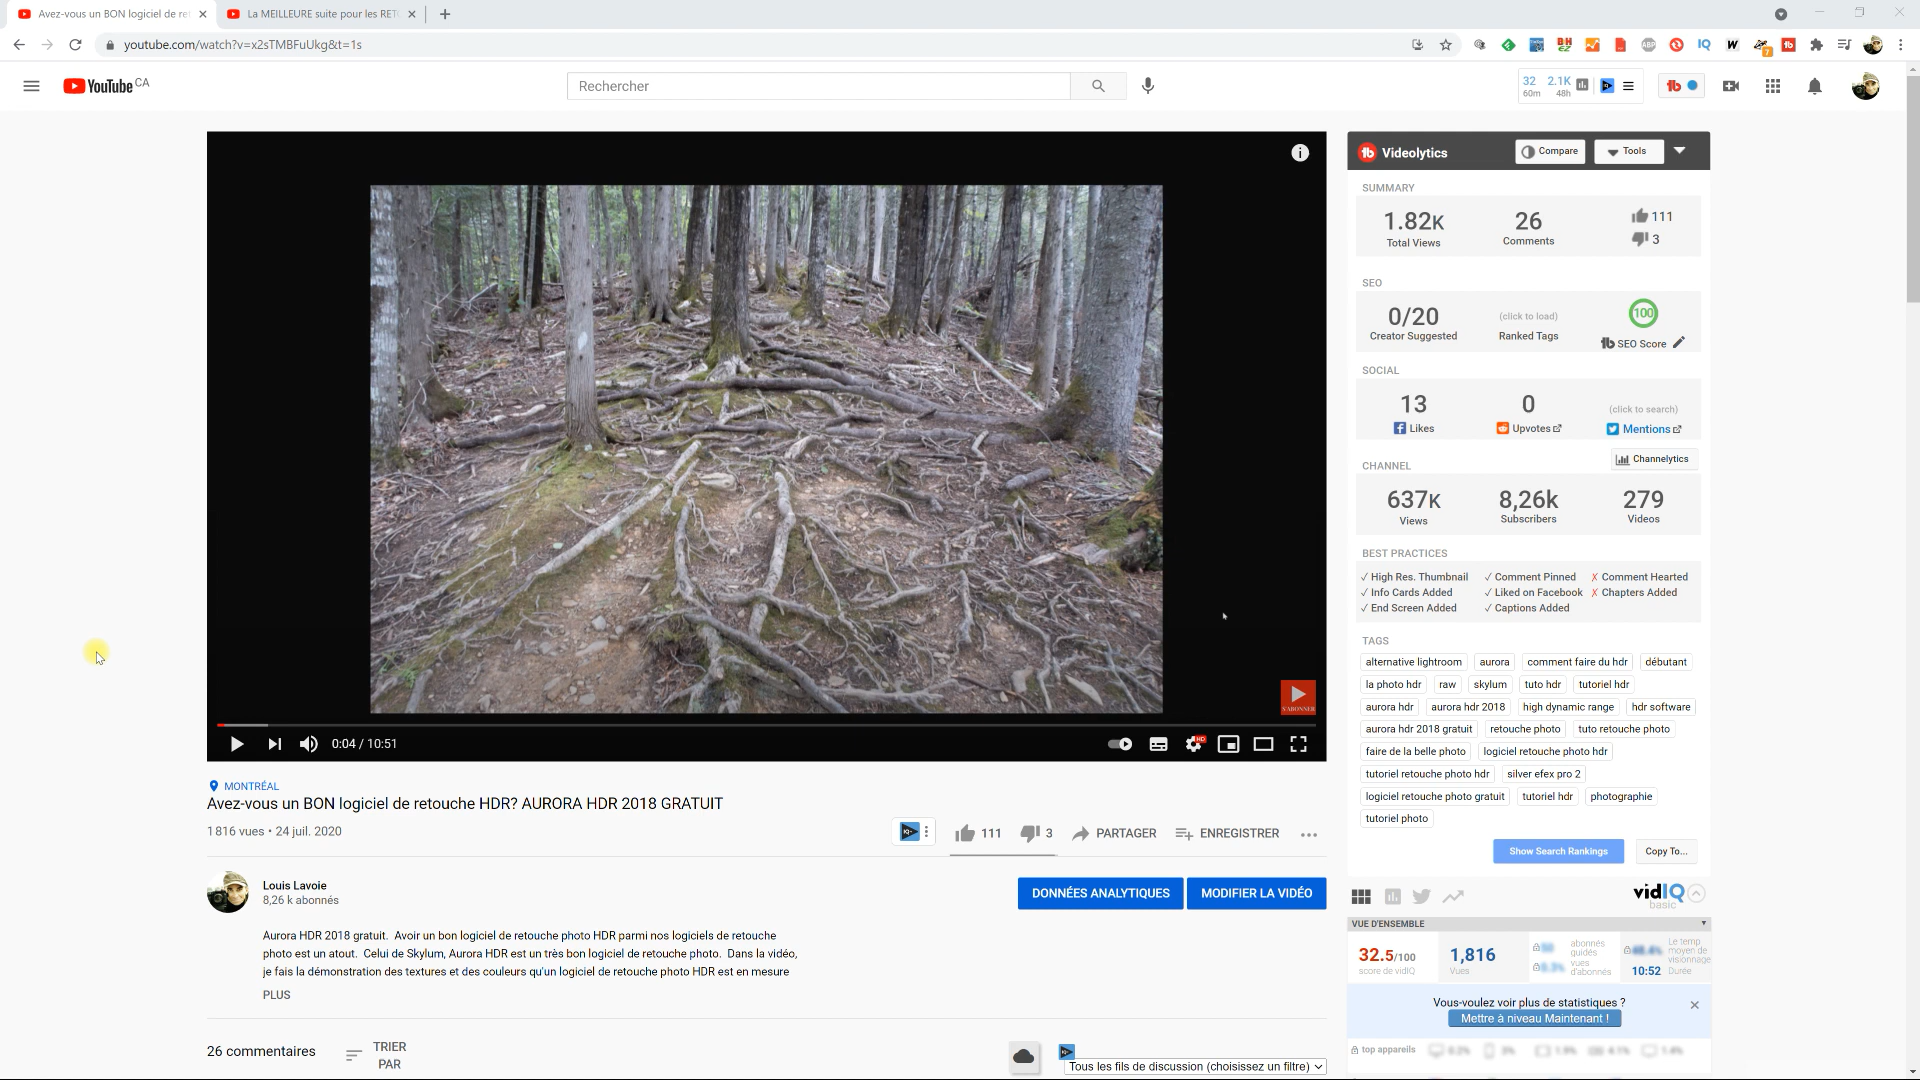 Avez-vous un BON logiciel de ret
La MEILLEURE suite pour les RET
youtube.com/watch?v=x2sTMBFuUkg&t=1s
YouTube CA
Rechercher
32 2.1K
60m 48h
Videolytics
Compare
Tools
SUMMARY
1.82K 26 111
Total Views Comments 3
SEO
0/20 (click to load) 100
Creator Suggested Ranked Tags SEO Score
SOCIAL
13 0 (click to search)
Likes Upvotes Mentions
CHANNEL Channelytics
637K 8,26k 279
Views Subscribers Videos
BEST PRACTICES
✓ High Res. Thumbnail ✓ Comment Pinned ✗ Comment Hearted
✓ Info Cards Added ✓ Liked on Facebook ✗ Chapters Added
✓ End Screen Added ✓ Captions Added
TAGS
alternative lightroom aurora comment faire du hdr débutant
la photo hdr raw skylum tuto hdr tutoriel hdr
aurora hdr aurora hdr 2018 high dynamic range hdr software
aurora hdr 2018 gratuit retouche photo tuto retouche photo
faire de la belle photo logiciel retouche photo hdr
tutoriel retouche photo hdr silver efex pro 2
logiciel retouche photo gratuit tutoriel hdr photographie
tutoriel photo
Show Search Rankings Copy To...
S'ABONNER
0:04 / 10:51
HD
MONTRÉAL
Avez-vous un BON logiciel de retouche HDR? AURORA HDR 2018 GRATUIT
1 816 vues • 24 juil. 2020
111 3 PARTAGER ENREGISTRER
Louis Lavoie
8,26 k abonnés
DONNÉES ANALYTIQUES MODIFIER LA VIDÉO
Aurora HDR 2018 gratuit. Avoir un bon logiciel de retouche photo HDR parmi nos logiciels de retouche
photo est un atout. Celui de Skylum, Aurora HDR est un très bon logiciel de retouche photo. Dans la vidéo,
je fais la démonstration des textures et des couleurs qu'un logiciel de retouche photo HDR est en mesure
PLUS
26 commentaires
TRIER
PAR
Tous les fils de discussion (choisissez un filtre)
vidIQ
basic
VUE D'ENSEMBLE
32.5/100
score de vidIQ
1,816
Vues
abonnés
guidés
vues
d'abonnés
Le temp
moyen de
visionnage
10:52 Durée
Vous-voulez voir plus de statistiques ?
Mettre à niveau Maintenant !
top appareils